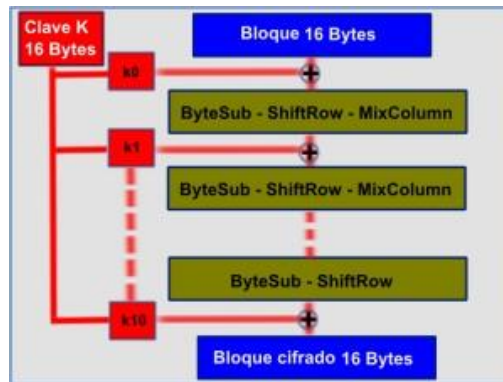 Clave K
16 Bytes
Bloque 16 Bytes
k0
ByteSub - ShiftRow - MixColumn
k1
ByteSub - ShiftRow - MixColumn
ByteSub - ShiftRow
k10
Bloque cifrado 16 Bytes